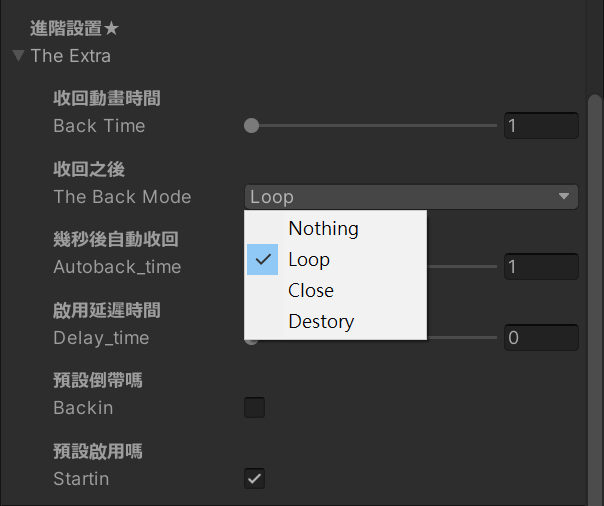 進階設置★
The Extra
收回動畫時間
Back Time
1
收回之後
The Back Mode
Loop
Nothing
幾秒後自動收回
Loop
Autoback_time
1
Close
啟用延遲時間
Destory
Delay_time
0
預設倒帶嗎
Backin
預設啟用嗎
Startin